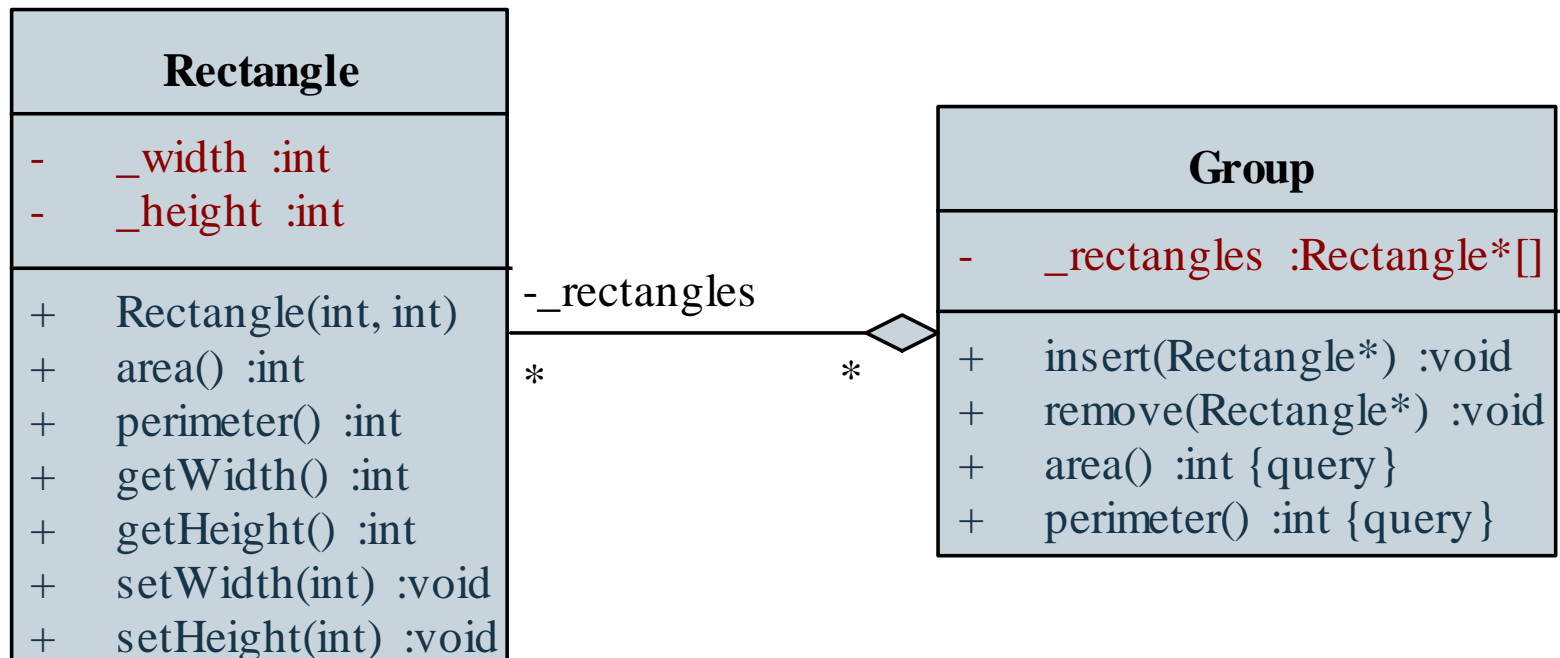 Rectangle
- _width :int
- _height :int
+ Rectangle(int, int)
+ area() :int
+ perimeter() :int
+ getWidth() :int
+ getHeight() :int
+ setWidth(int) :void
+ setHeight(int) :void
-_rectangles
* *
Group
- _rectangles :Rectangle*[]
+ insert(Rectangle*) :void
+ remove(Rectangle*) :void
+ area() :int {query}
+ perimeter() :int {query}